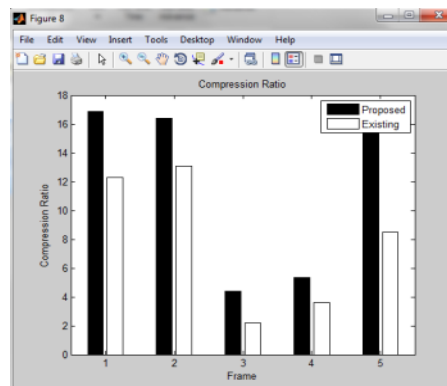 Figure 8
File Edit View Insert Tools Desktop Window Help
Compression Ratio
18
16
14
12
10
8
6
4
2
0
Compression Ratio
Proposed
Existing
1 2 3 4 5
Frame